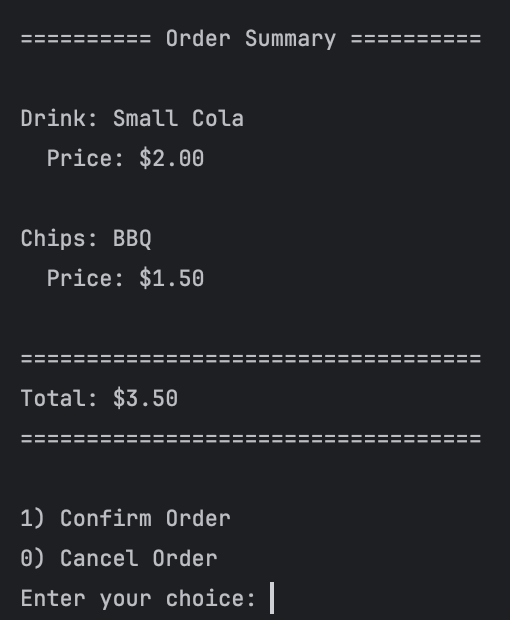 ========== Order Summary ==========
Drink: Small Cola
  Price: $2.00
Chips: BBQ
  Price: $1.50
===================================
Total: $3.50
===================================
1) Confirm Order
0) Cancel Order
Enter your choice: